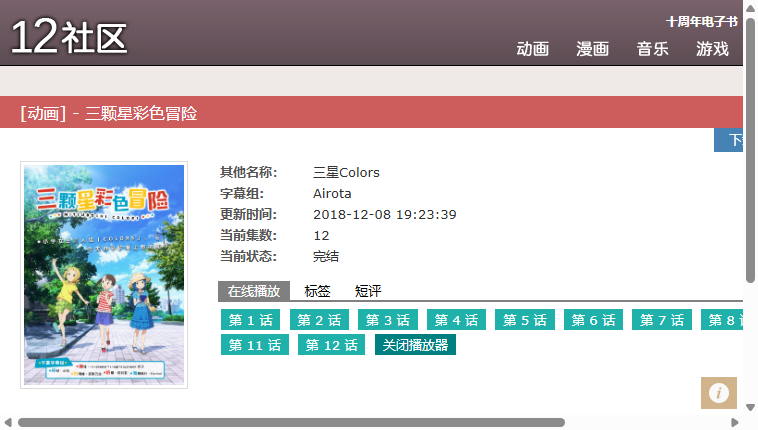 十周年电子书
12社区
动画 漫画 音乐 游戏
[动画] - 三颗星彩色冒险
三颗星彩色冒险
MITSUBOSHI COLORS
其他名称: 三星Colors
字幕组: Airota
更新时间: 2018-12-08 19:23:39
当前集数: 12
当前状态: 完结
在线播放 标签 短评
第 1 话 第 2 话 第 3 话 第 4 话 第 5 话 第 6 话 第 7 话 第 8
第 11 话 第 12 话 关闭播放器